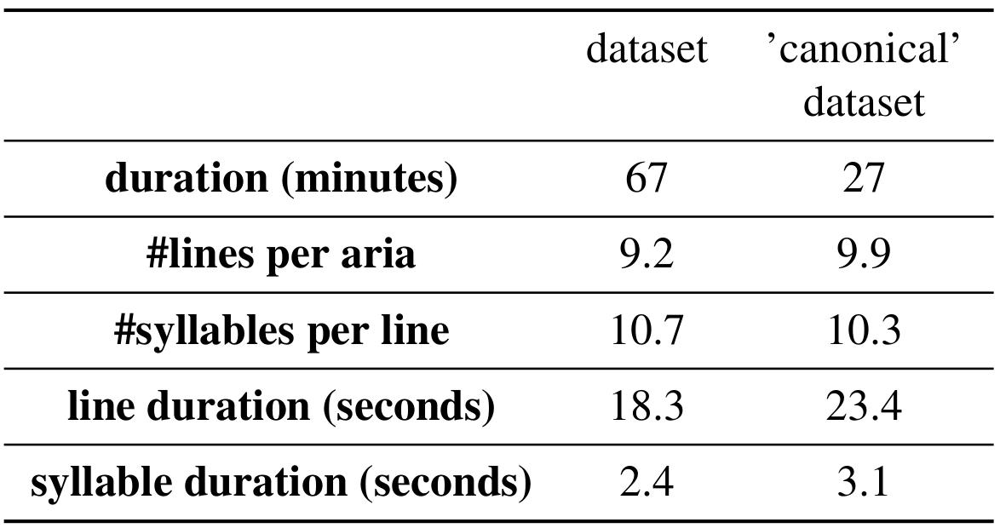 dataset ’canonical’
dataset
duration (minutes) 67 27
#lines per aria 9.2 9.9
#syllables per line 10.7 10.3
line duration (seconds) 18.3 23.4
syllable duration (seconds) 2.4 3.1